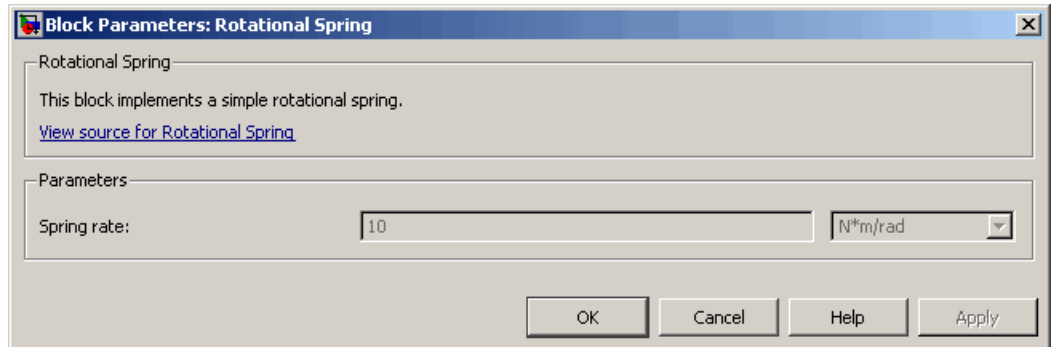 Block Parameters: Rotational Spring
Rotational Spring
This block implements a simple rotational spring.
View source for Rotational Spring
Parameters
Spring rate: 10 N*m/rad
OK Cancel Help Apply